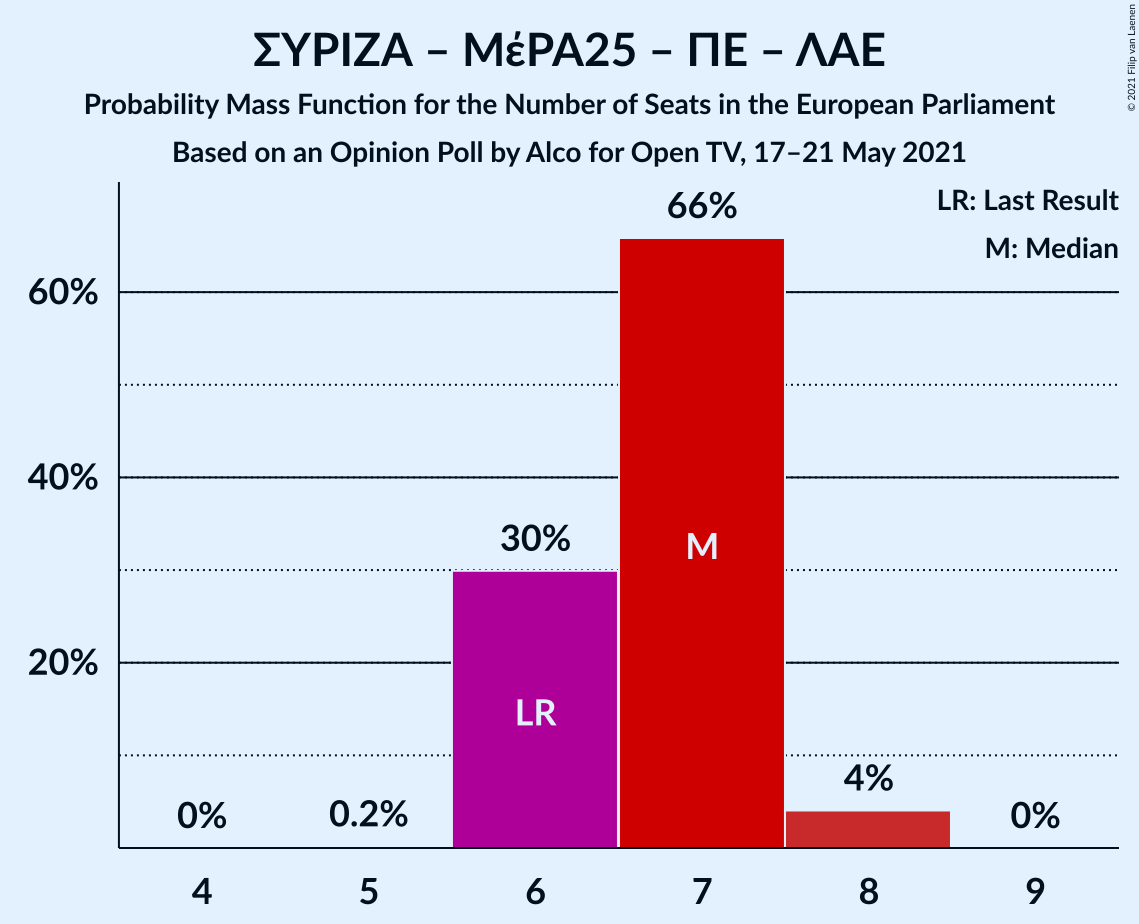 ΣΥΡΙΖΑ – ΜέΡΑ25 – ΠΕ – ΛΑΕ
Probability Mass Function for the Number of Seats in the European Parliament
Based on an Opinion Poll by Alco for Open TV, 17–21 May 2021
© 2021 Filip van Laenen
LR: Last Result
M: Median
66%
60%
40%
30%
20%
M
LR
0%
0.2%
4%
0%
4
5
6
7
8
9